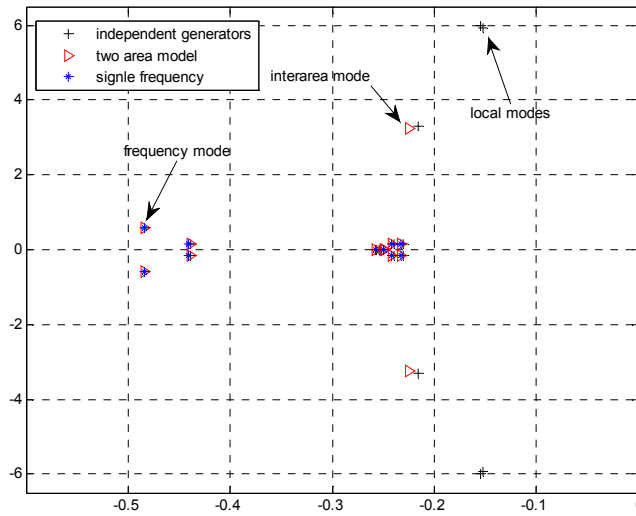 independent generators
two area model
signle frequency
interarea mode
local modes
frequency mode
6
4
2
0
-2
-4
-6
-0.5
-0.4
-0.3
-0.2
-0.1